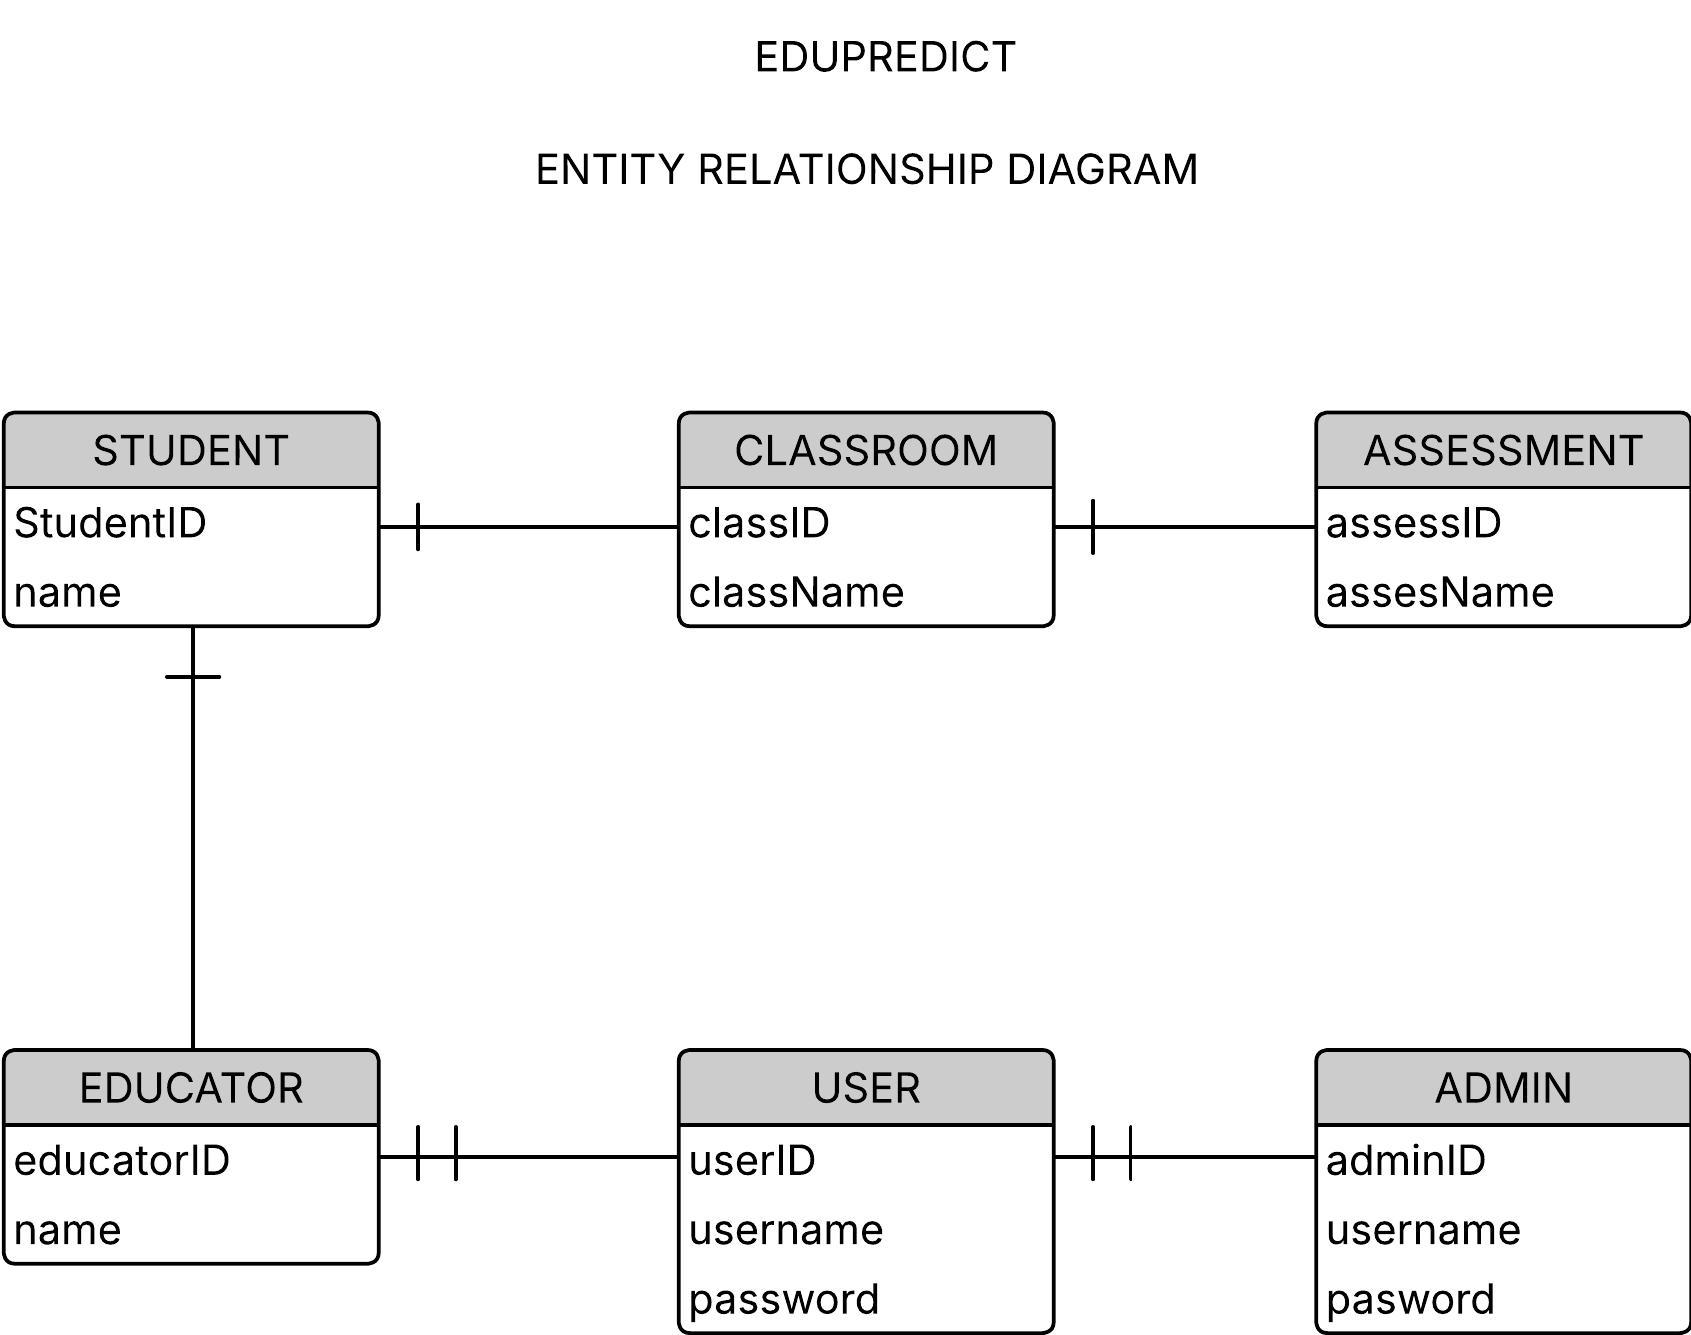 EDUPREDICT
ENTITY RELATIONSHIP DIAGRAM
STUDENT
StudentID
name
CLASSROOM
classID
className
ASSESSMENT
assessID
assesName
EDUCATOR
educatorID
name
USER
userID
username
password
ADMIN
adminID
username
pasword